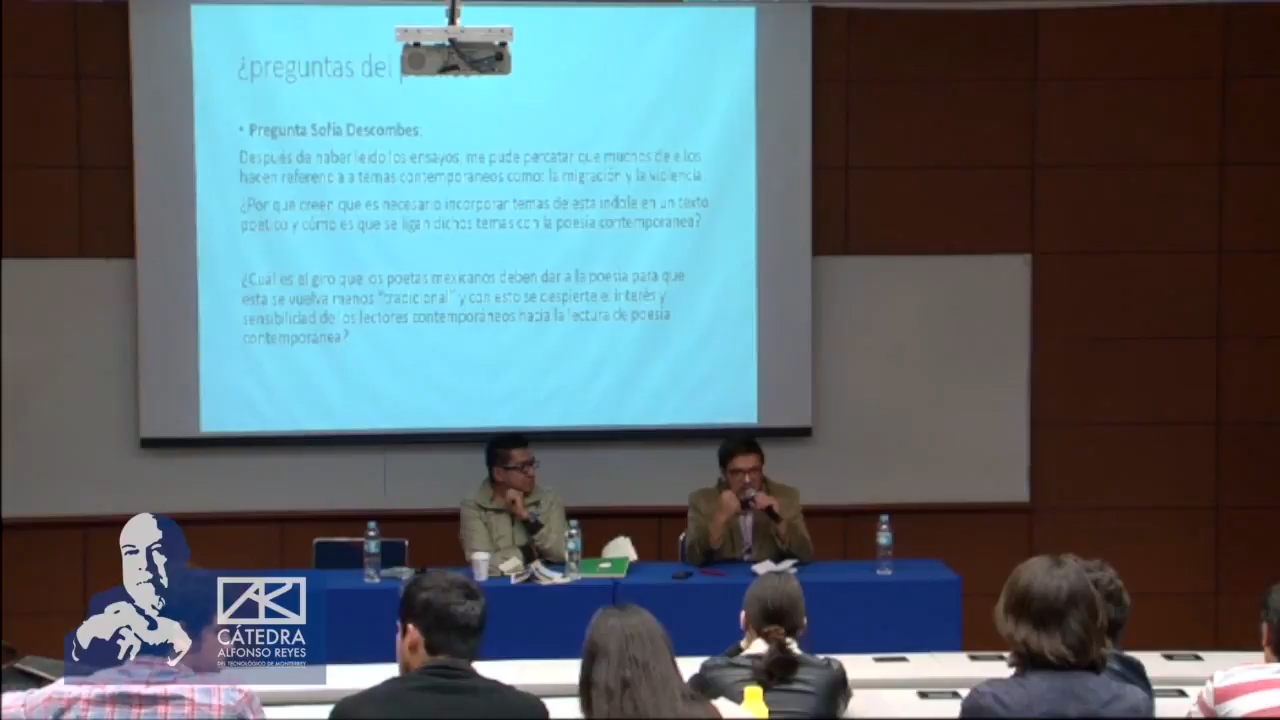 ¿preguntas del
• Pregunta Sofía Descombes:
Después de haber leído los ensayos, me pude percatar que muchos de ellos
hacen referencia a temas contemporáneos como: la migración y la violencia
¿Por qué creen que es necesario incorporar temas de esta índole en un texto
poético y cómo es que se ligan dichos temas con la poesía contemporánea?
¿Cuál es el giro que los poetas mexicanos deben dar a la poesía para que
esta se vuelva menos "tradicional" y con esto se despierte el interés y
sensibilidad de los lectores contemporáneos hacia la lectura de poesía
contemporánea?
CÁTEDRA
ALFONSO REYES
DEL TECNOLÓGICO DE MONTERREY